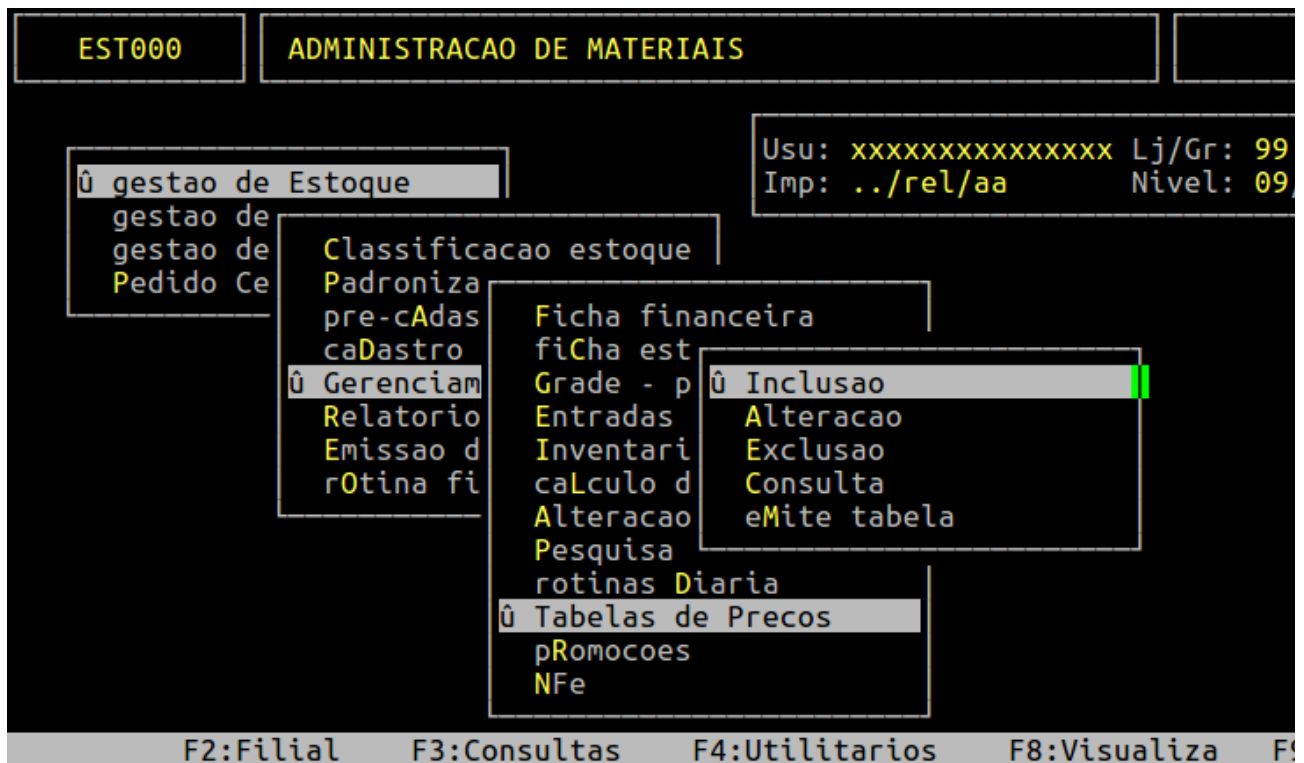 EST000 ADMINISTRACAO DE MATERIAIS
Usu: xxxxxxxxxxxxxxx Lj/Gr: 99
Imp: ../rel/aa Nivel: 09/
û gestao de Estoque
gestao de
gestao de
Pedido Ce
Classificacao estoque
Padroniza
pre-cAdas
caDastro
û Gerenciam
Relatorio
Emissao d
rOtina fi
Ficha financeira
fiCha est
Grade - p
Entradas
Inventari
caLculo d
Alteracao
Pesquisa
rotinas Diaria
û Tabelas de Precos
pRomocoes
NFe
û Inclusao
Alteracao
Exclusao
Consulta
eMite tabela
F2:Filial F3:Consultas F4:Utilitarios F8:Visualiza